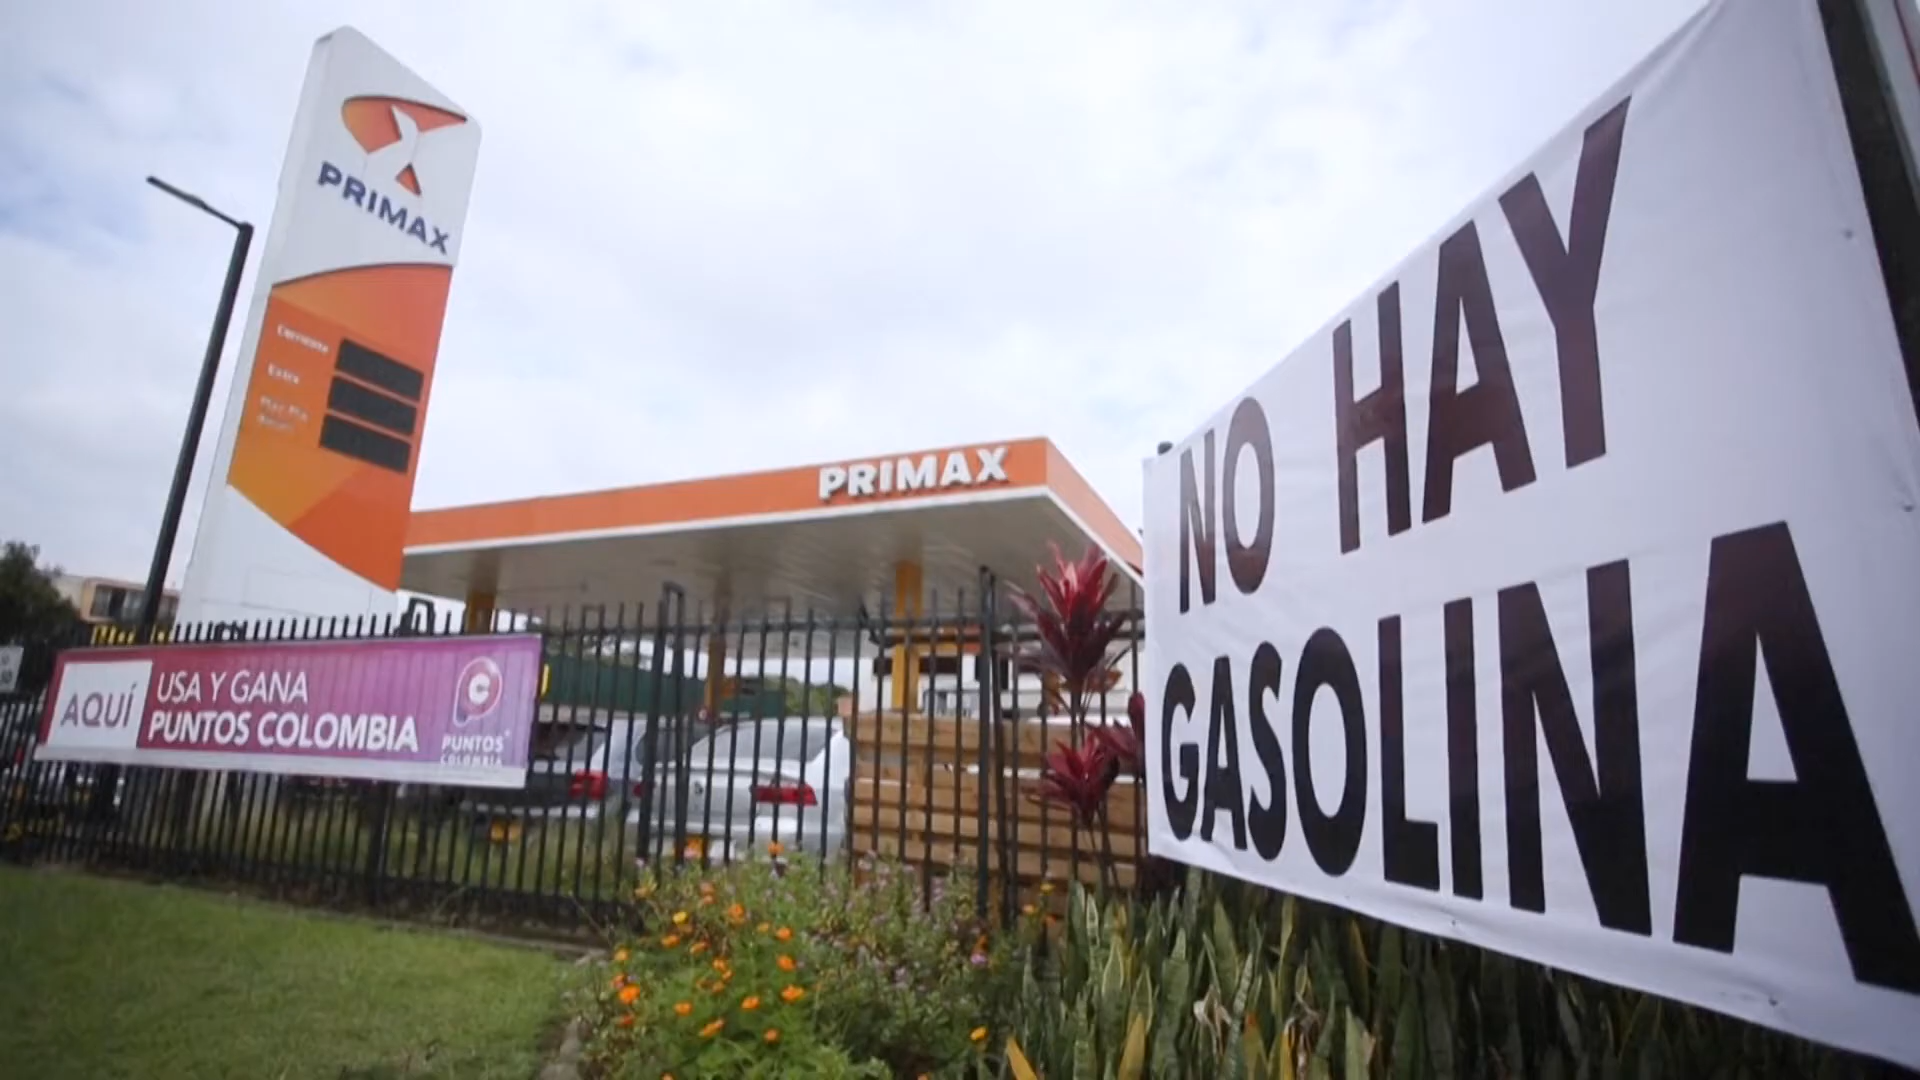 PRIMAX
Corriente
Extra
PRIMAX
AQUÍ
USA Y GANA
PUNTOS COLOMBIA
PUNTOS
COLOMBIA
NO HAY
GASOLINA